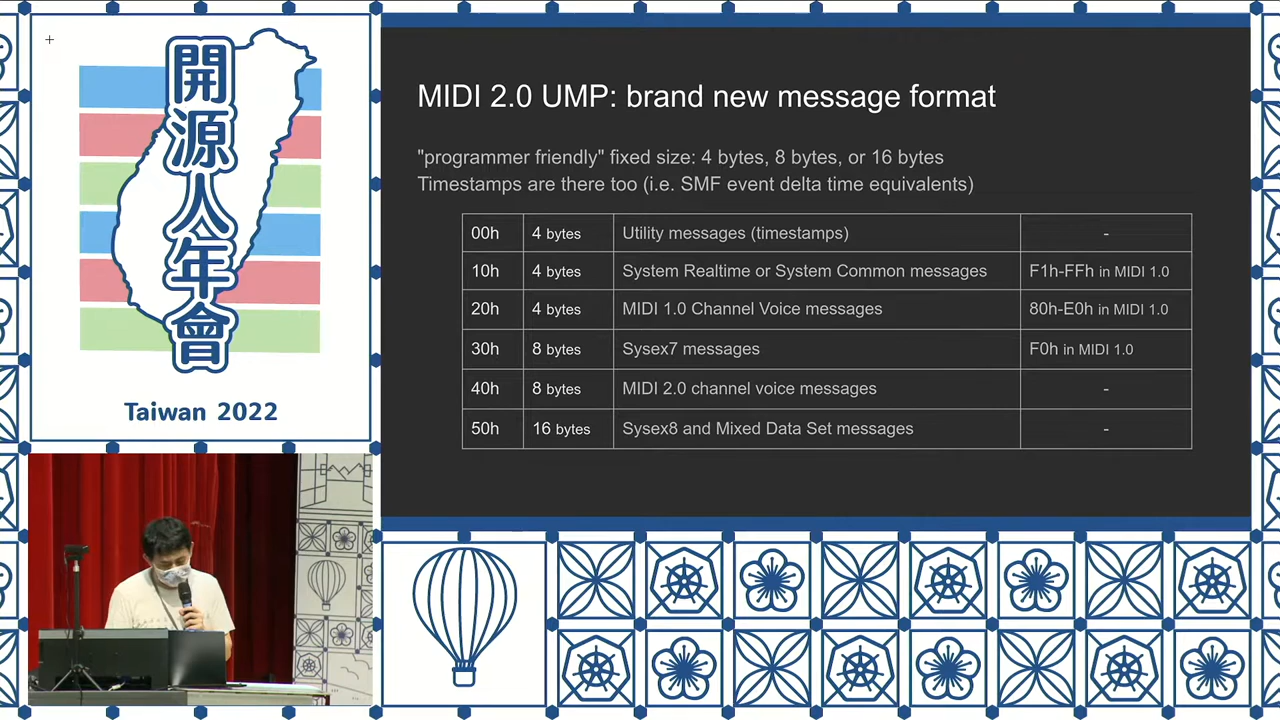 開源人年會
Taiwan 2022
MIDI 2.0 UMP: brand new message format
"programmer friendly" fixed size: 4 bytes, 8 bytes, or 16 bytes
Timestamps are there too (i.e. SMF event delta time equivalents)
00h 4 bytes Utility messages (timestamps) -
10h 4 bytes System Realtime or System Common messages F1h-FFh in MIDI 1.0
20h 4 bytes MIDI 1.0 Channel Voice messages 80h-E0h in MIDI 1.0
30h 8 bytes Sysex7 messages F0h in MIDI 1.0
40h 8 bytes MIDI 2.0 channel voice messages -
50h 16 bytes Sysex8 and Mixed Data Set messages -